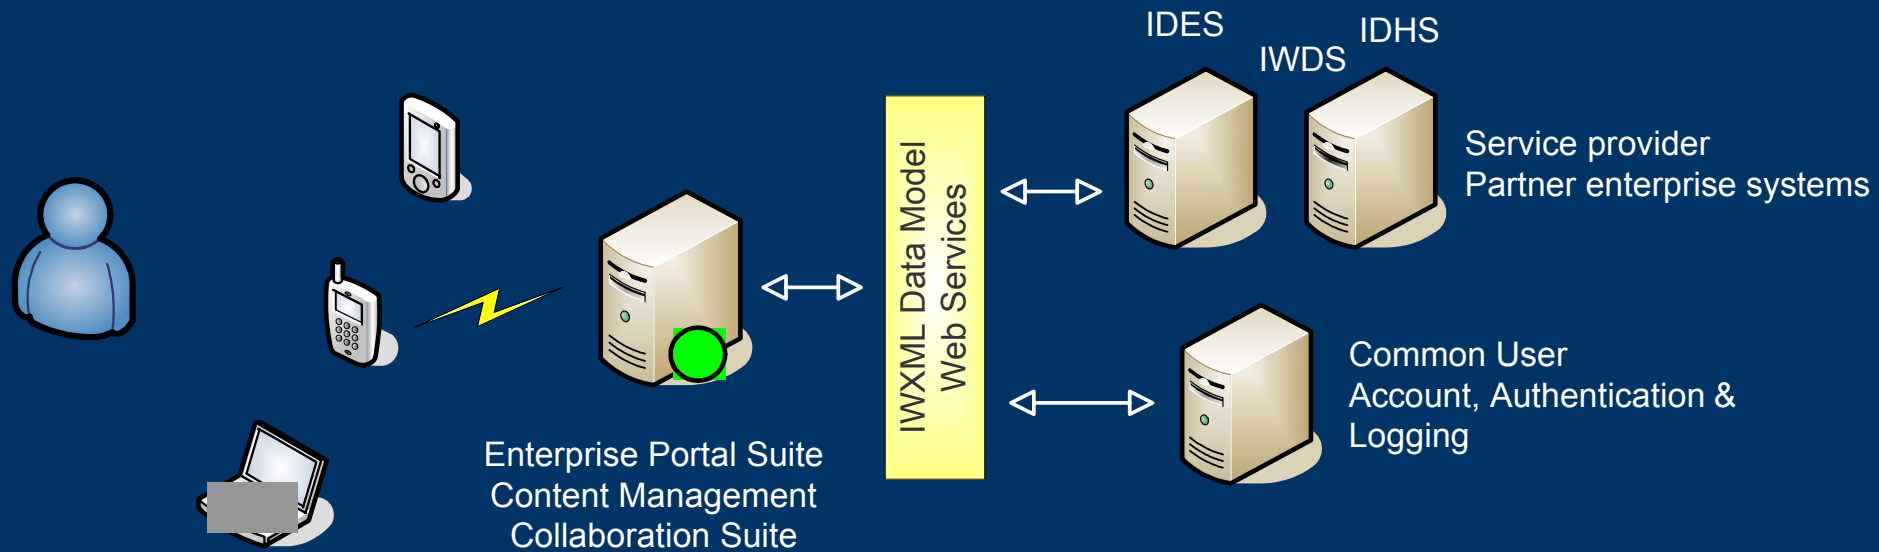 IDES
IDHS
IWDS
Service provider
Partner enterprise systems
IWXML Data Model
Web Services
Common User
Account, Authentication &
Logging
Enterprise Portal Suite
Content Management
Collaboration Suite